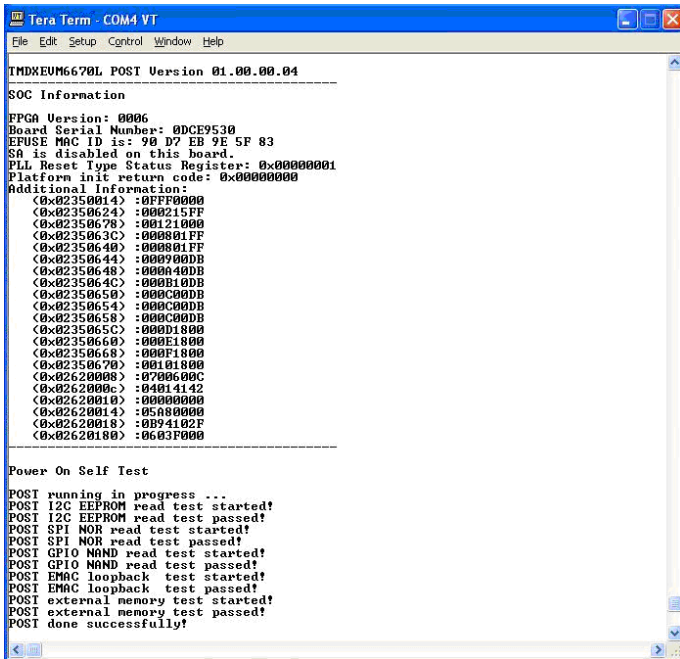 Tera Term - COM4 VT
File Edit Setup Control Window Help
TMDXEVM6670L POST Version 01.00.00.04
------------------------------------------
SOC Information
FPGA Version: 0006
Board Serial Number: 0DCE9530
EFUSE MAC ID is: 90 D7 EB 9E 5F 83
SA is disabled on this board.
PLL Reset Type Status Register: 0x00000001
Platform init return code: 0x00000000
Additional Information:
(0x02350014) :0FFF0000
(0x02350624) :000215FF
(0x02350678) :00121000
(0x0235063C) :000801FF
(0x02350640) :000801FF
(0x02350644) :000900DB
(0x02350648) :000A40DB
(0x0235064C) :000B10DB
(0x02350650) :000C00DB
(0x02350654) :000C00DB
(0x02350658) :000C00DB
(0x0235065C) :000D1800
(0x02350660) :000E1800
(0x02350668) :000F1800
(0x02350670) :00101800
(0x02620008) :0700600C
(0x0262000c) :04014142
(0x02620010) :00000000
(0x02620014) :05A80000
(0x02620018) :0B94102F
(0x02620180) :0603F000
------------------------------------------
Power On Self Test
POST running in progress ...
POST I2C EEPROM read test started!
POST I2C EEPROM read test passed!
POST SPI NOR read test started!
POST SPI NOR read test passed!
POST GPIO NAND read test started!
POST GPIO NAND read test passed!
POST EMAC loopback  test started!
POST EMAC loopback  test passed!
POST external memory test started!
POST external memory test passed!
POST done successfully!